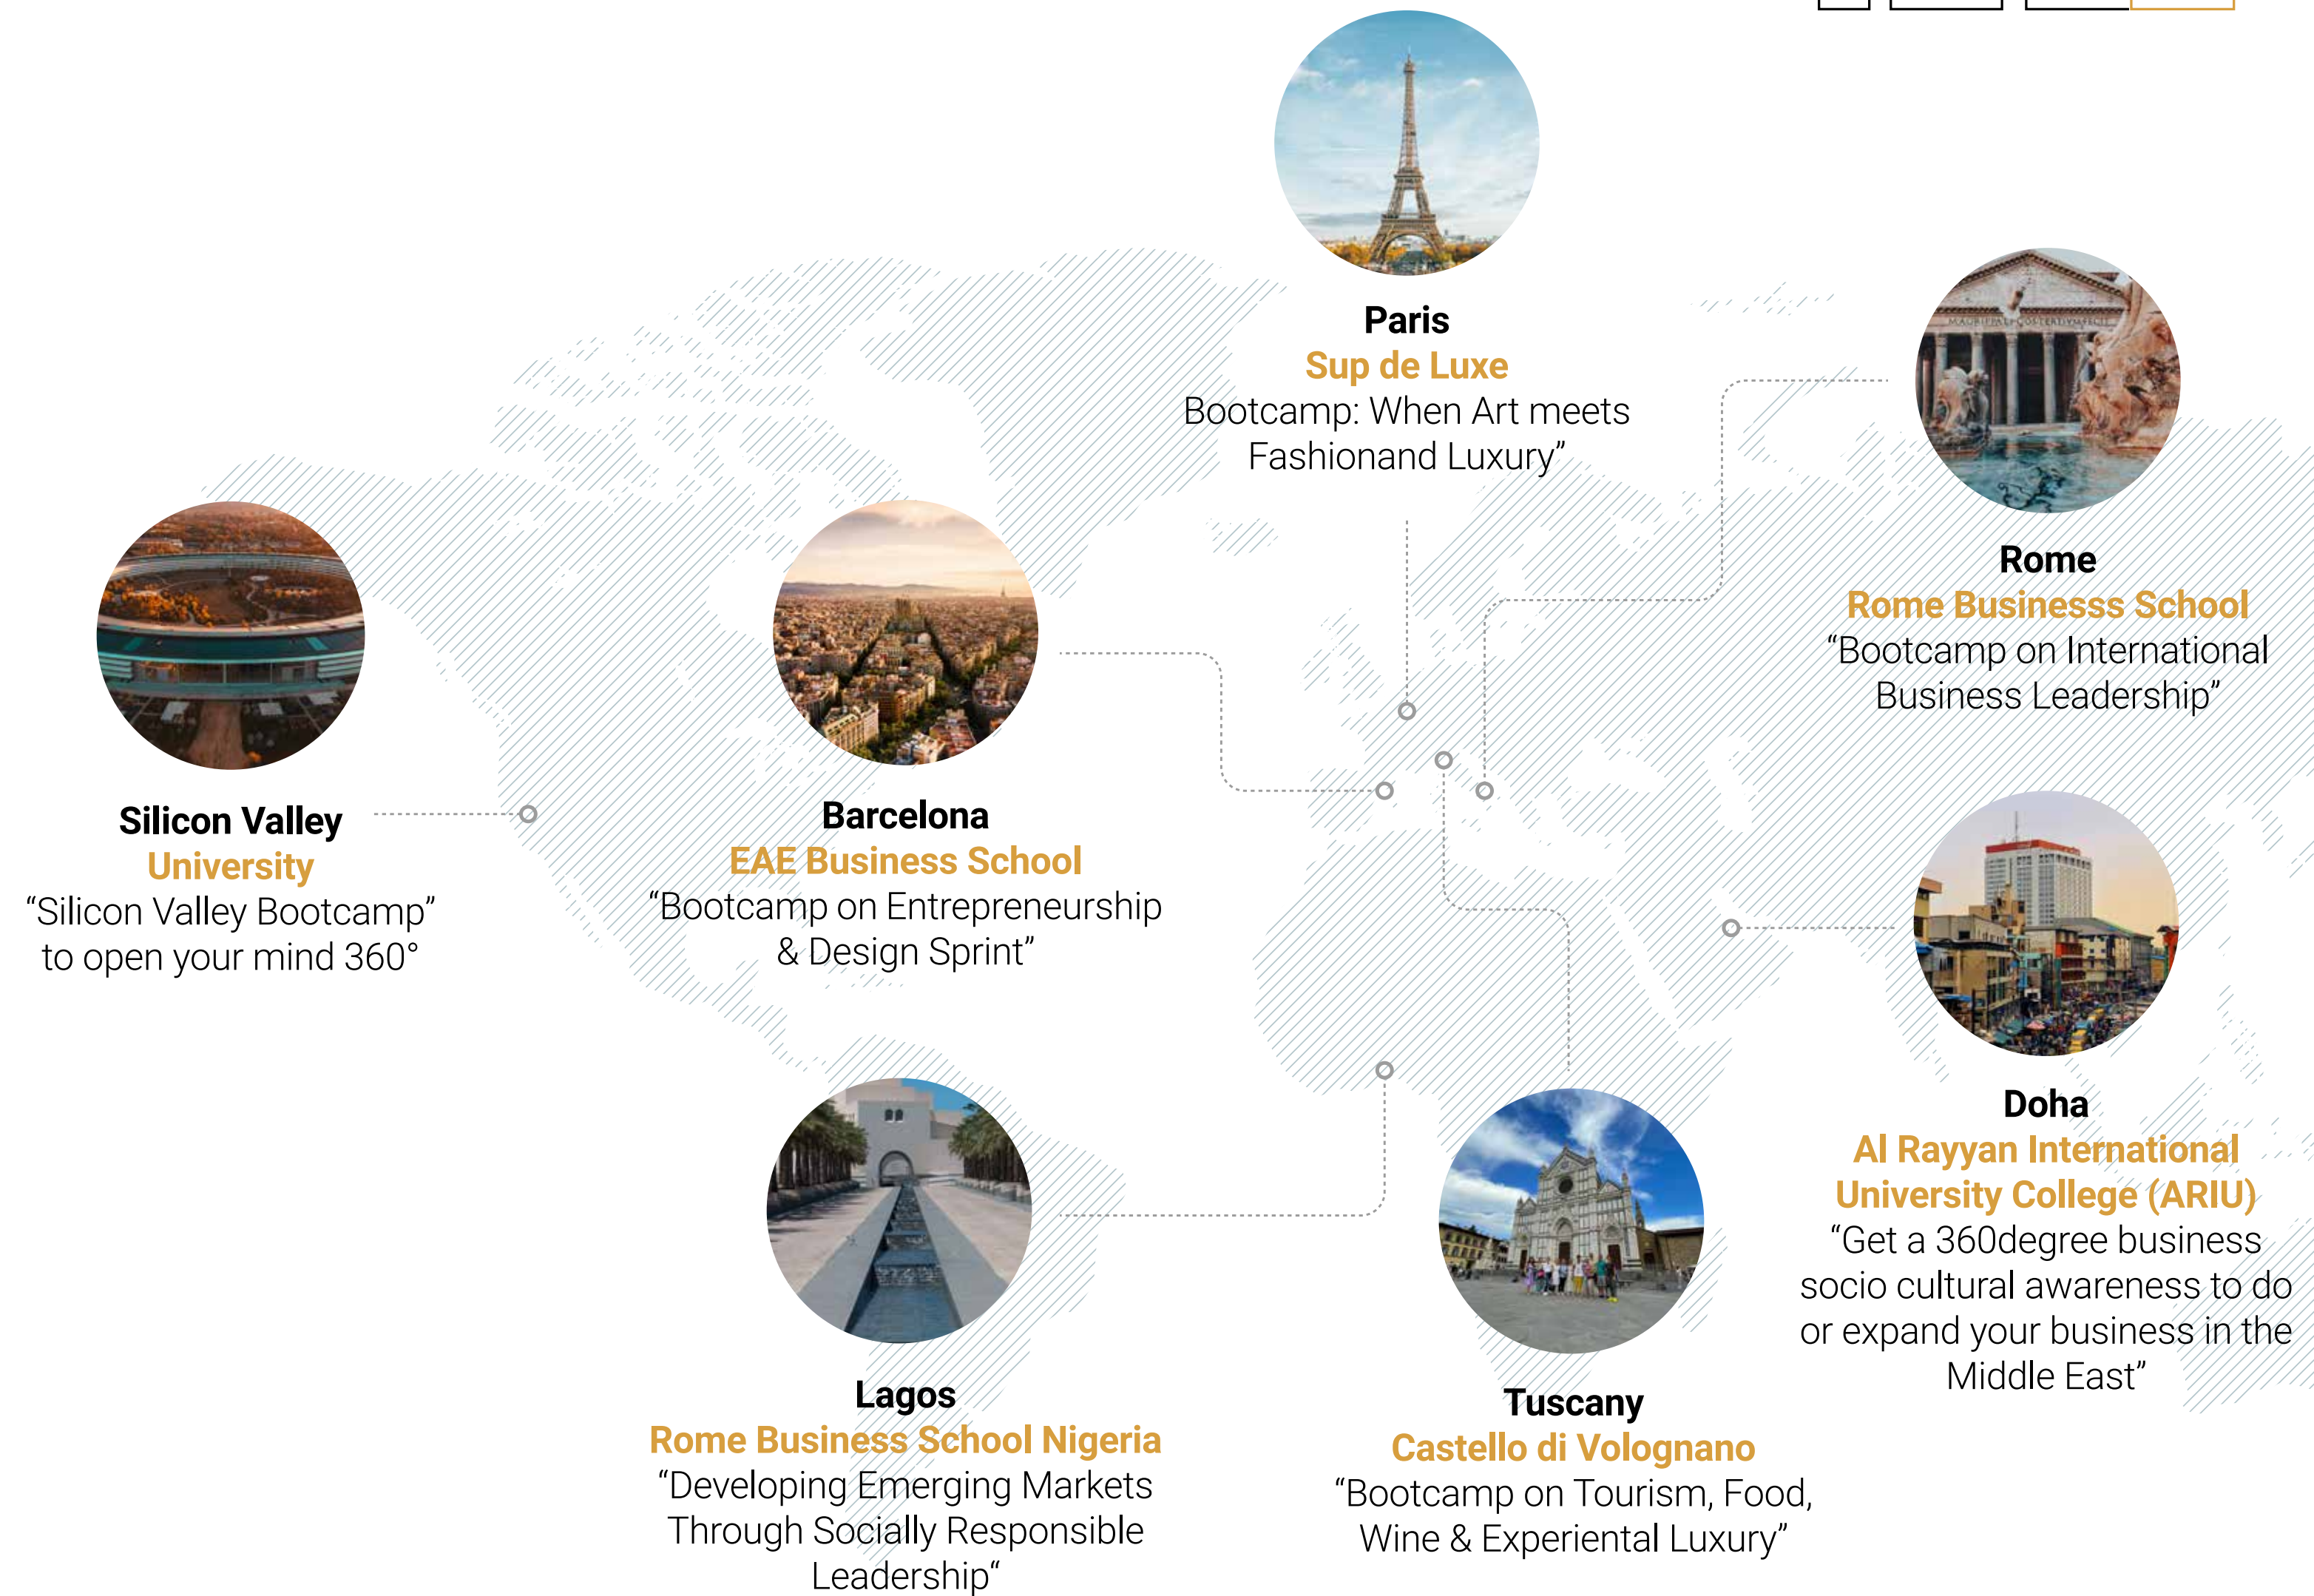 Paris
Sup de Luxe
Bootcamp: When Art meets
Fashionand Luxury”
Rome
Rome Businesss School
“Bootcamp on International
Business Leadership”
Silicon Valley
University
“Silicon Valley Bootcamp”
to open your mind 360°
Barcelona
EAE Business School
“Bootcamp on Entrepreneurship
& Design Sprint”
Doha
Al Rayyan International
University College (ARIU)
“Get a 360degree business
socio cultural awareness to do
or expand your business in the
Middle East”
Lagos
Rome Business School Nigeria
“Developing Emerging Markets
Through Socially Responsible
Leadership“
Tuscany
Castello di Volognano
“Bootcamp on Tourism, Food,
Wine & Experiental Luxury”